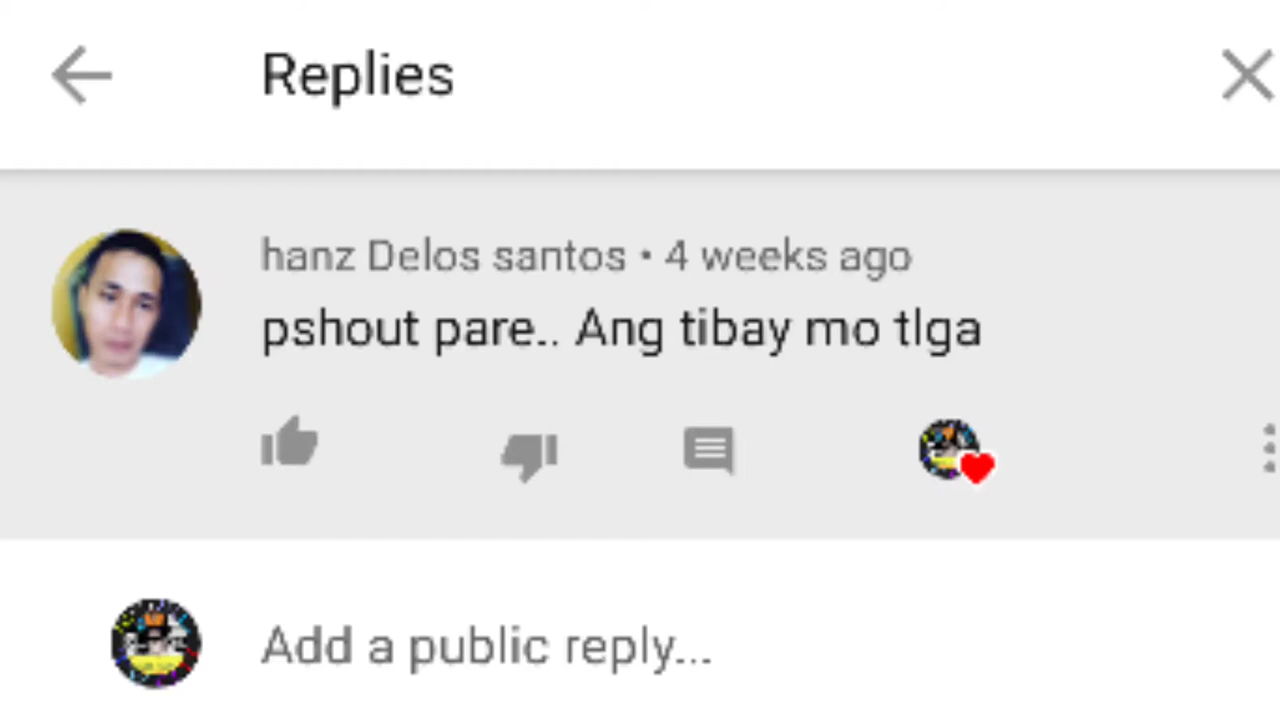 Replies
hanz Delos santos • 4 weeks ago
pshout pare.. Ang tibay mo tlga
Add a public reply...